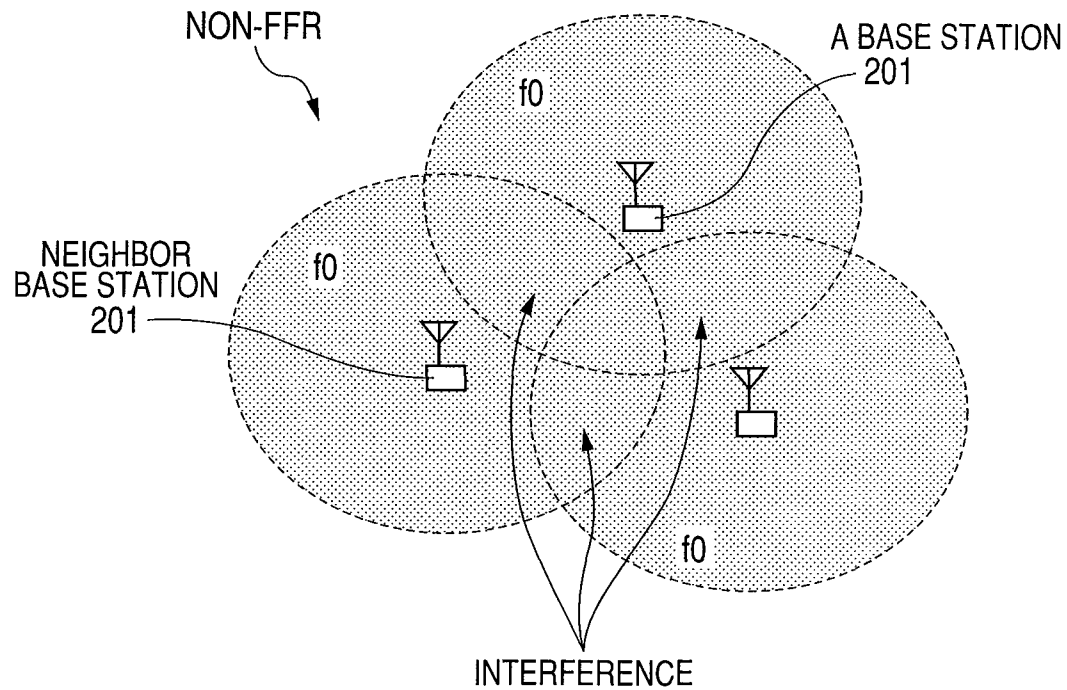 NON-FFR
A BASE STATION
201
f0
NEIGHBOR
BASE STATION
201
f0
f0
INTERFERENCE